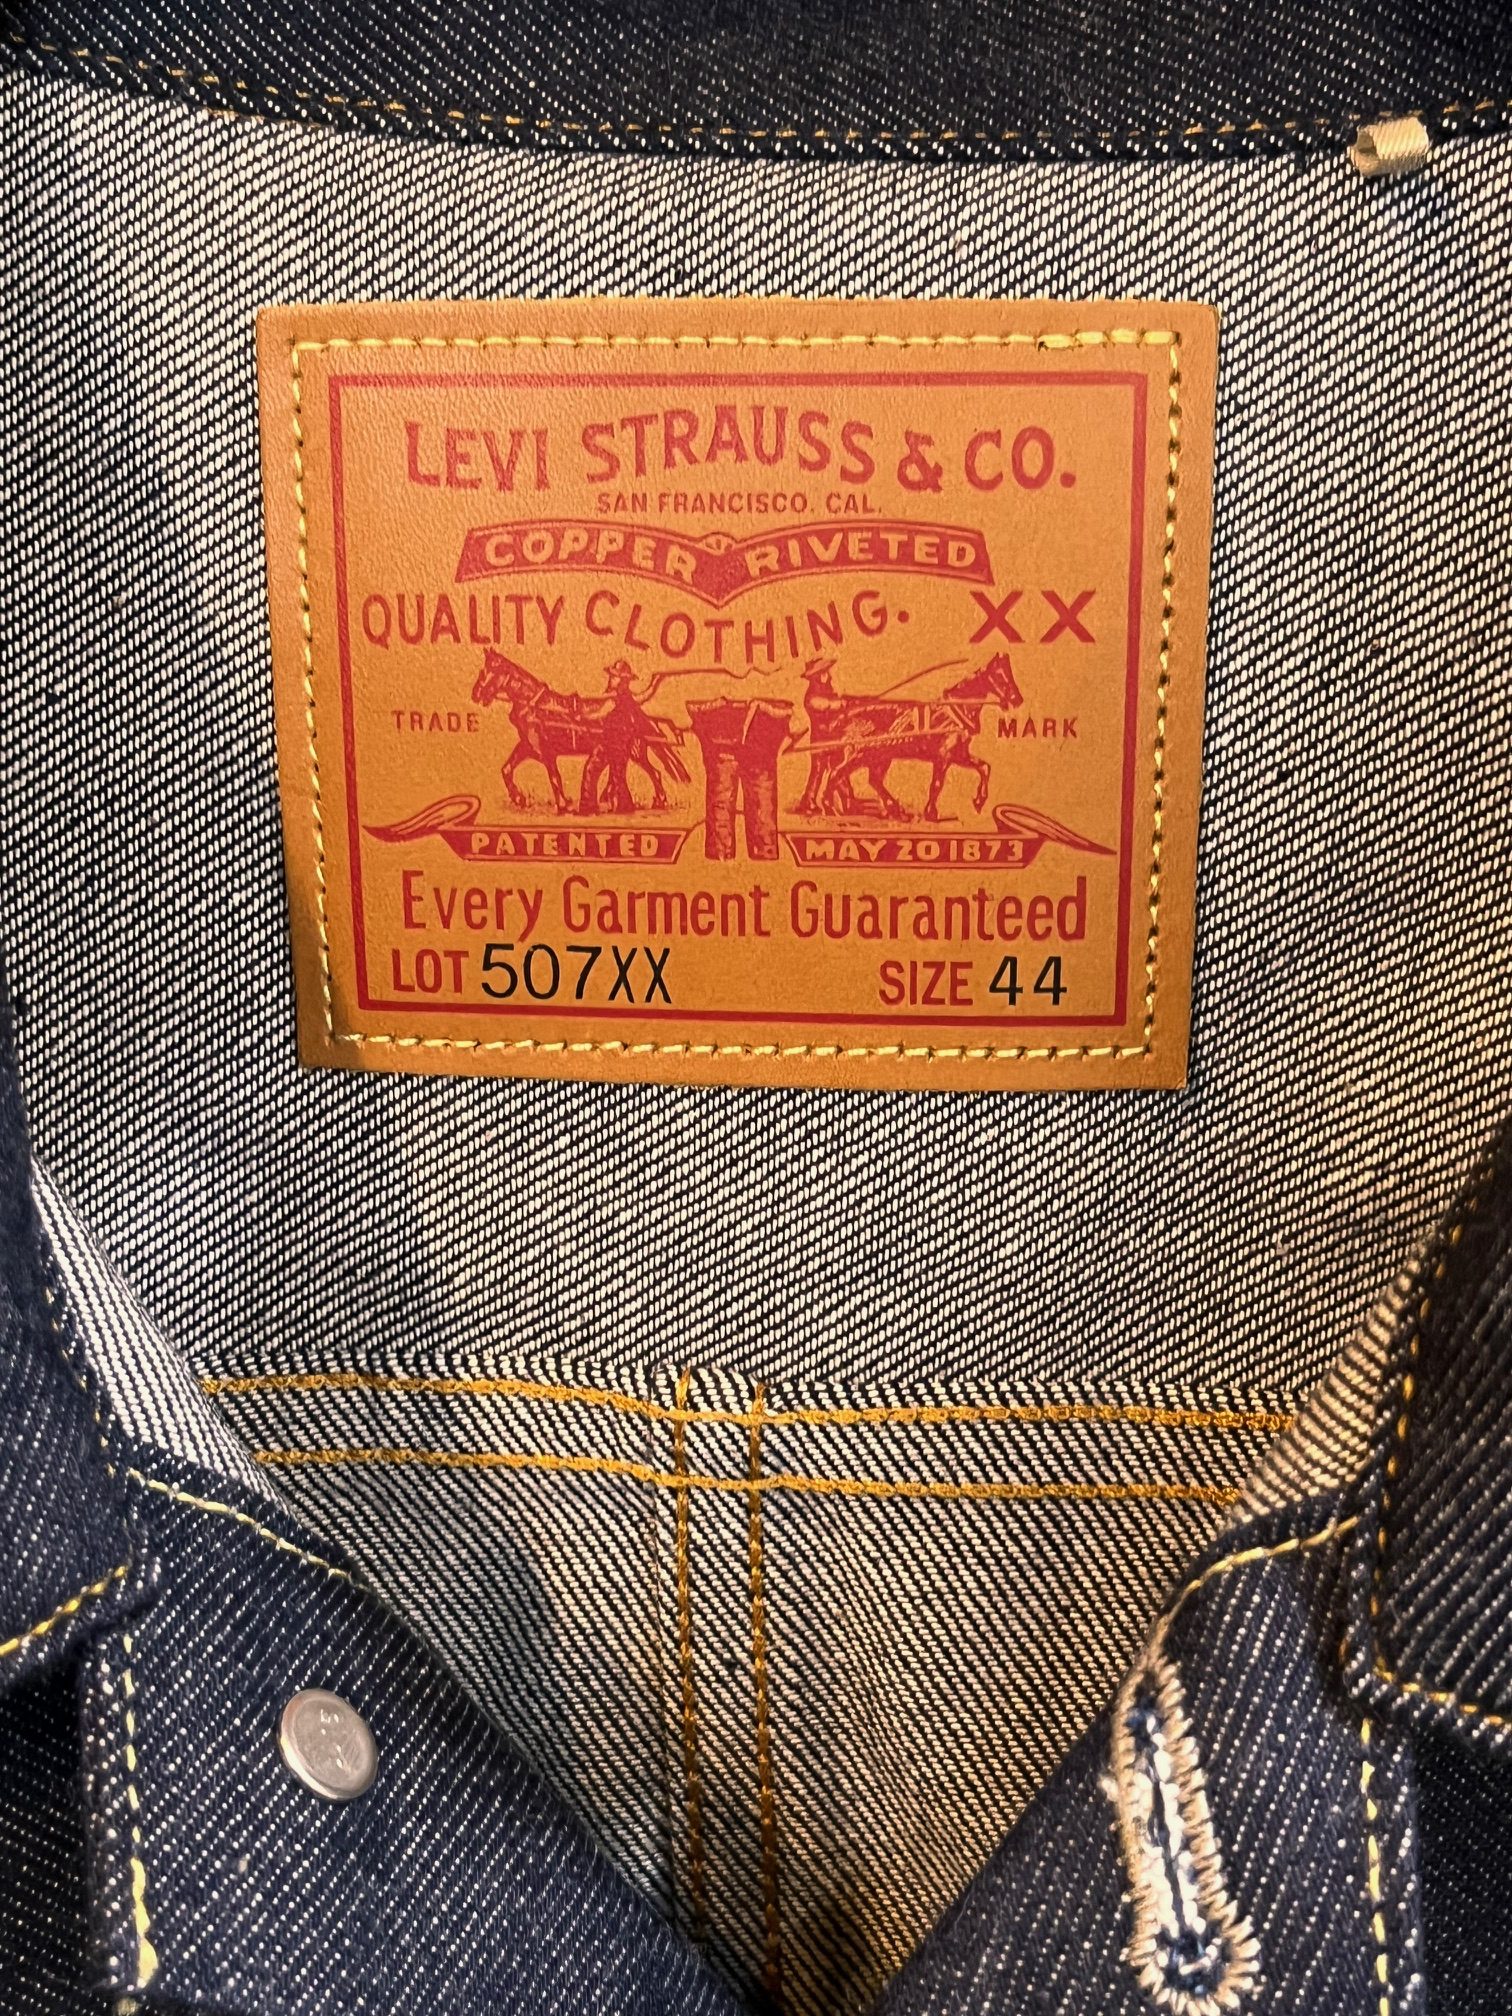 LEVI STRAUSS & CO.
SAN FRANCISCO, CAL.
COPPER RIVETED
QUALITY CLOTHING. XX
TRADE MARK
PATENTED MAY 20 1873
Every Garment Guaranteed
LOT 507XX SIZE 44